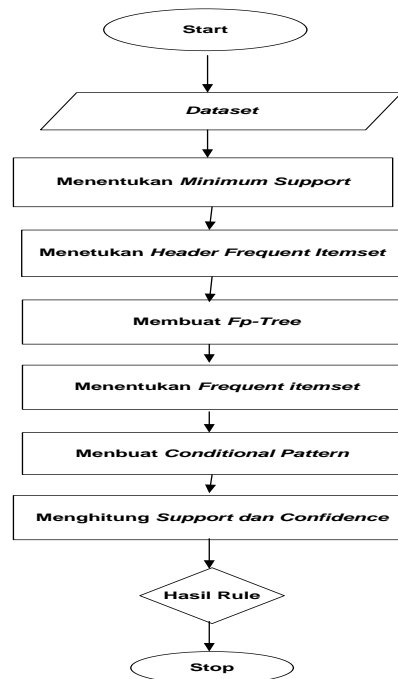 Start
Dataset
Menentukan Minimum Support
Menetukan Header Frequent Itemset
Membuat Fp-Tree
Menentukan Frequent itemset
Menbuat Conditional Pattern
Menghitung Support dan Confidence
Hasil Rule
Stop